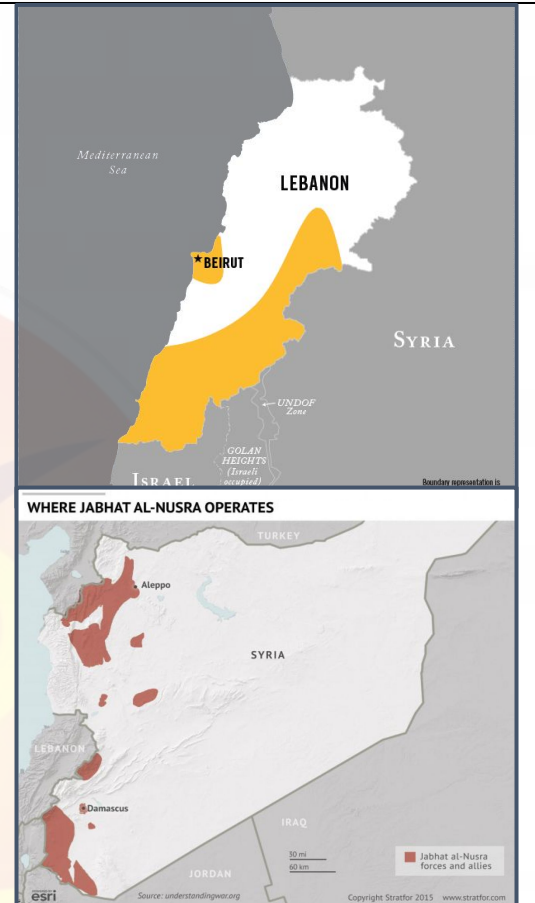 Mediterranean
Sea
LEBANON
BEIRUT
SYRIA
UNDOF
Zone
GOLAN
HEIGHTS
(Israeli
occupied)
ISRAEL
Boundary representation is
WHERE JABHAT AL-NUSRA OPERATES
TURKEY
Aleppo
SYRIA
LEBANON
Damascus
IRAQ
30 mi
60 km
Jabhat al-Nusra
forces and allies
JORDAN
esri
Source: understandingwar.org
Copyright Stratfor 2015 www.stratfor.com